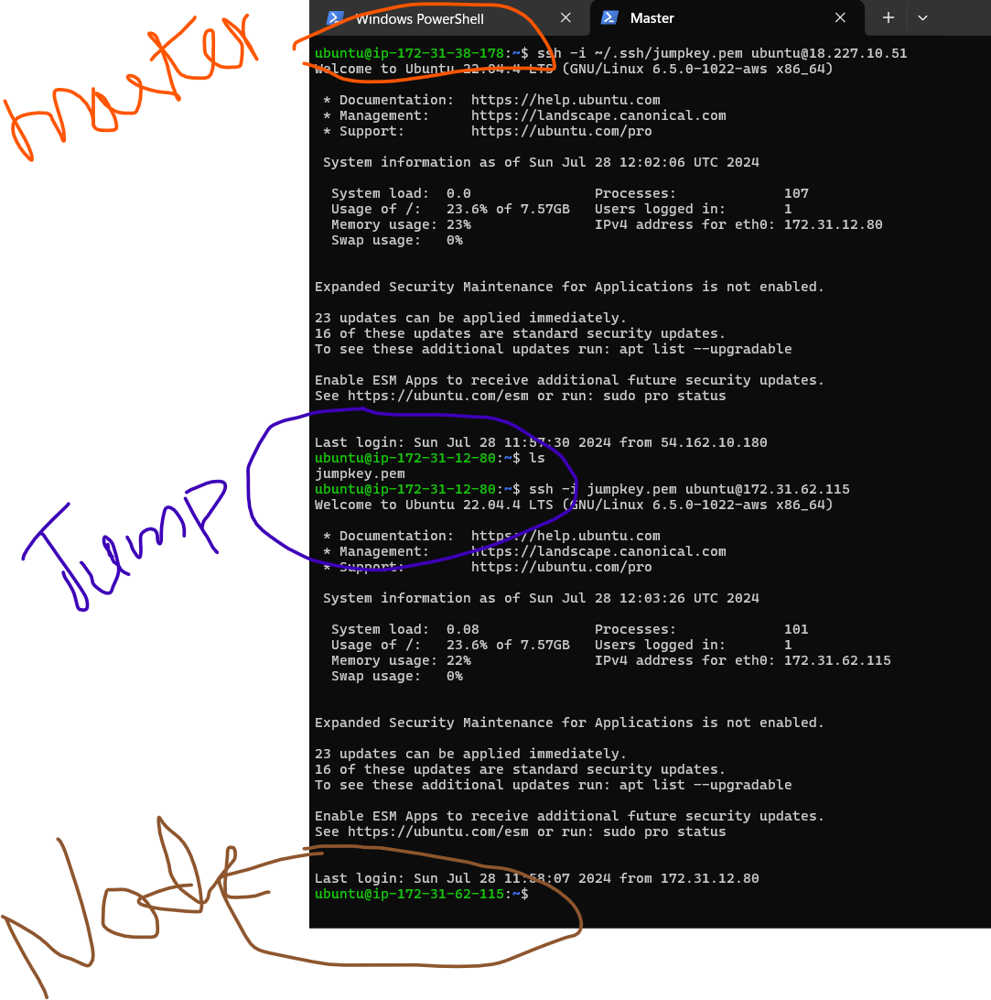 Windows PowerShell
Master
Master
ubuntu@ip-172-31-38-178:~$ ssh -i ~/.ssh/jumpkey.pem ubuntu@18.227.10.51
Welcome to Ubuntu 22.04.4 LTS (GNU/Linux 6.5.0-1022-aws x86_64)
* Documentation:  https://help.ubuntu.com
* Management:     https://landscape.canonical.com
* Support:        https://ubuntu.com/pro
System information as of Sun Jul 28 12:02:06 UTC 2024
System load:  0.0               Processes:             107
Usage of /:   23.6% of 7.57GB   Users logged in:       1
Memory usage: 23%               IPv4 address for eth0: 172.31.12.80
Swap usage:   0%
Expanded Security Maintenance for Applications is not enabled.
23 updates can be applied immediately.
16 of these updates are standard security updates.
To see these additional updates run: apt list --upgradable
Enable ESM Apps to receive additional future security updates.
See https://ubuntu.com/esm or run: sudo pro status
Last login: Sun Jul 28 11:57:30 2024 from 54.162.10.180
ubuntu@ip-172-31-12-80:~$ ls
jumpkey.pem
Jump
ubuntu@ip-172-31-12-80:~$ ssh -i jumpkey.pem ubuntu@172.31.62.115
Welcome to Ubuntu 22.04.4 LTS (GNU/Linux 6.5.0-1022-aws x86_64)
* Documentation:  https://help.ubuntu.com
* Management:     https://landscape.canonical.com
* Support:        https://ubuntu.com/pro
System information as of Sun Jul 28 12:03:26 UTC 2024
System load:  0.08              Processes:             101
Usage of /:   23.6% of 7.57GB   Users logged in:       1
Memory usage: 22%               IPv4 address for eth0: 172.31.62.115
Swap usage:   0%
Expanded Security Maintenance for Applications is not enabled.
23 updates can be applied immediately.
16 of these updates are standard security updates.
To see these additional updates run: apt list --upgradable
Enable ESM Apps to receive additional future security updates.
See https://ubuntu.com/esm or run: sudo pro status
Node
Last login: Sun Jul 28 11:58:07 2024 from 172.31.12.80
ubuntu@ip-172-31-62-115:~$